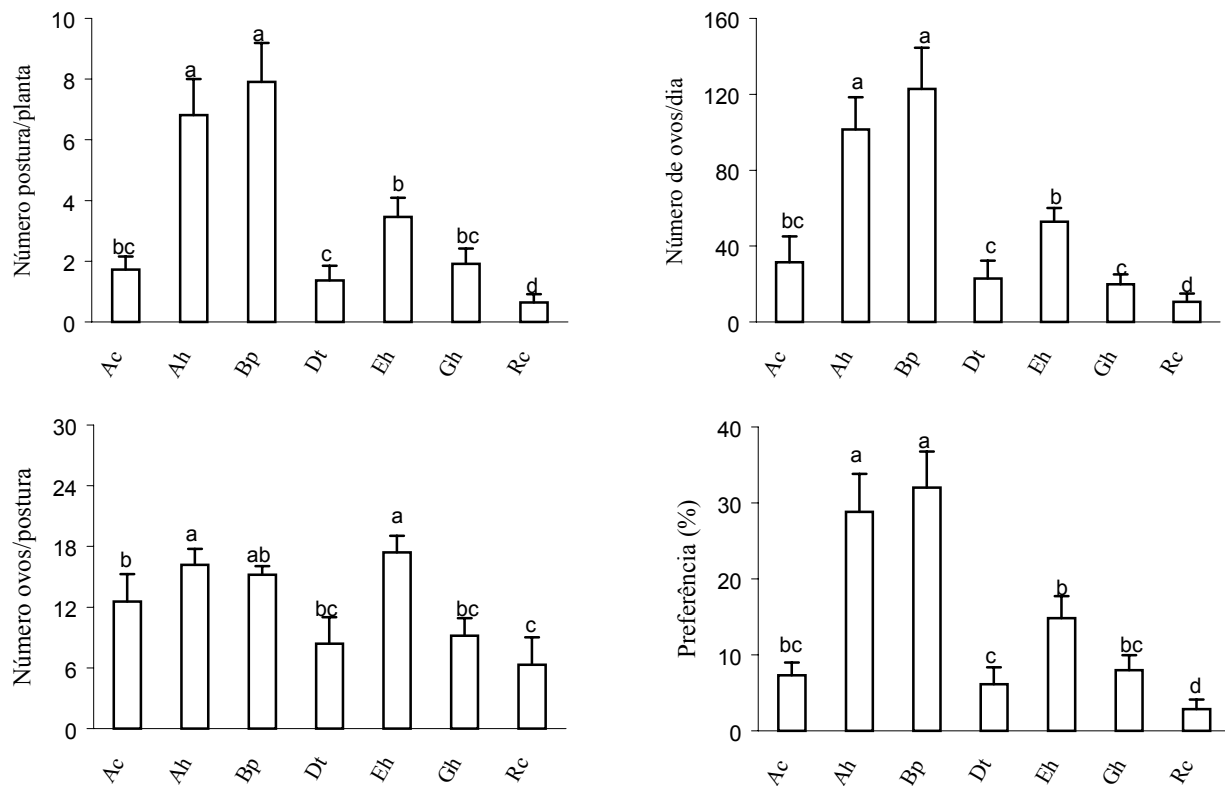 Número postura/planta
10
8
6
4
2
0
bc
a
a
c
b
bc
d
Ac
Ah
Bp
Dt
Eh
Gh
Rc
Número de ovos/dia
160
120
80
40
0
bc
a
a
c
b
c
d
Ac
Ah
Bp
Dt
Eh
Gh
Rc
Número ovos/postura
30
24
18
12
6
0
b
a
ab
bc
a
bc
c
Ac
Ah
Bp
Dt
Eh
Gh
Rc
Preferência (%)
40
30
20
10
0
bc
a
a
c
b
bc
d
Ac
Ah
Bp
Dt
Eh
Gh
Rc